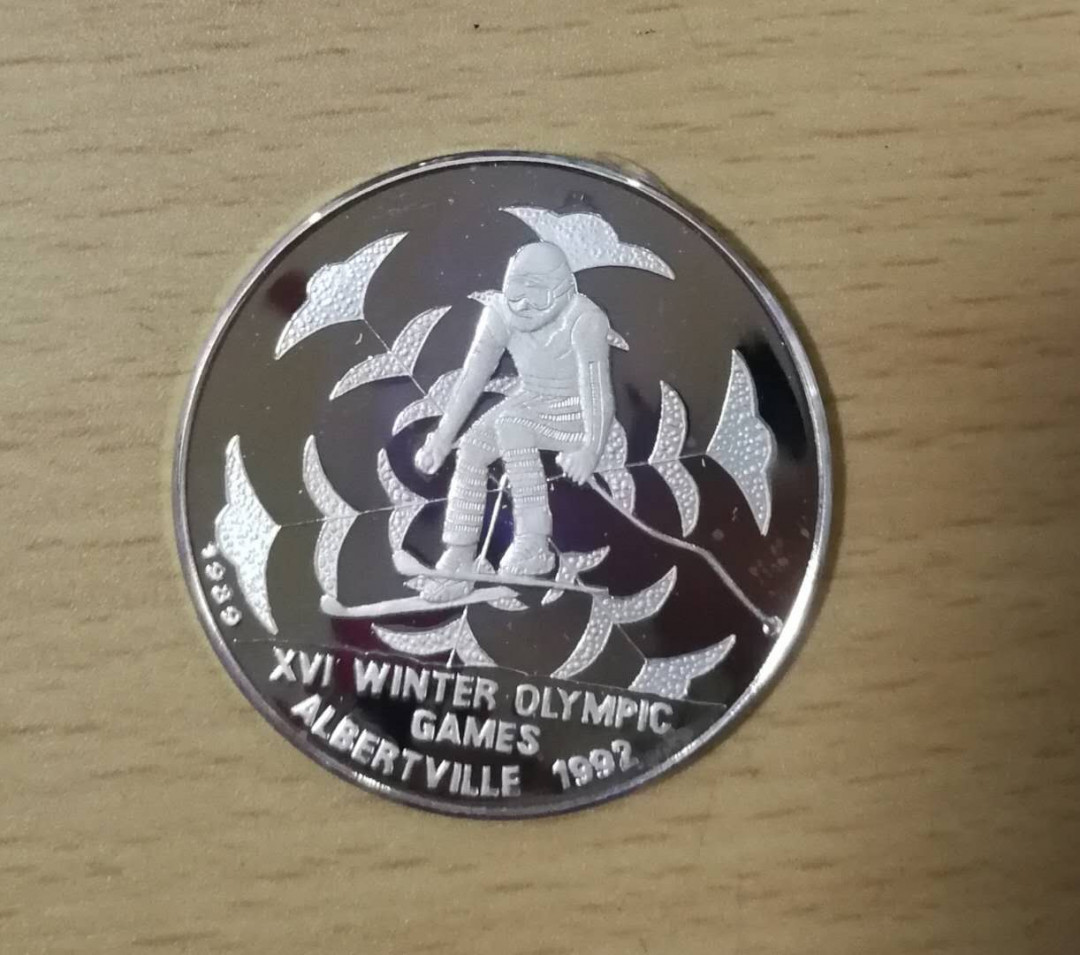 1989
XVI WINTER OLYMPIC
GAMES
ALBERTVILLE 1992